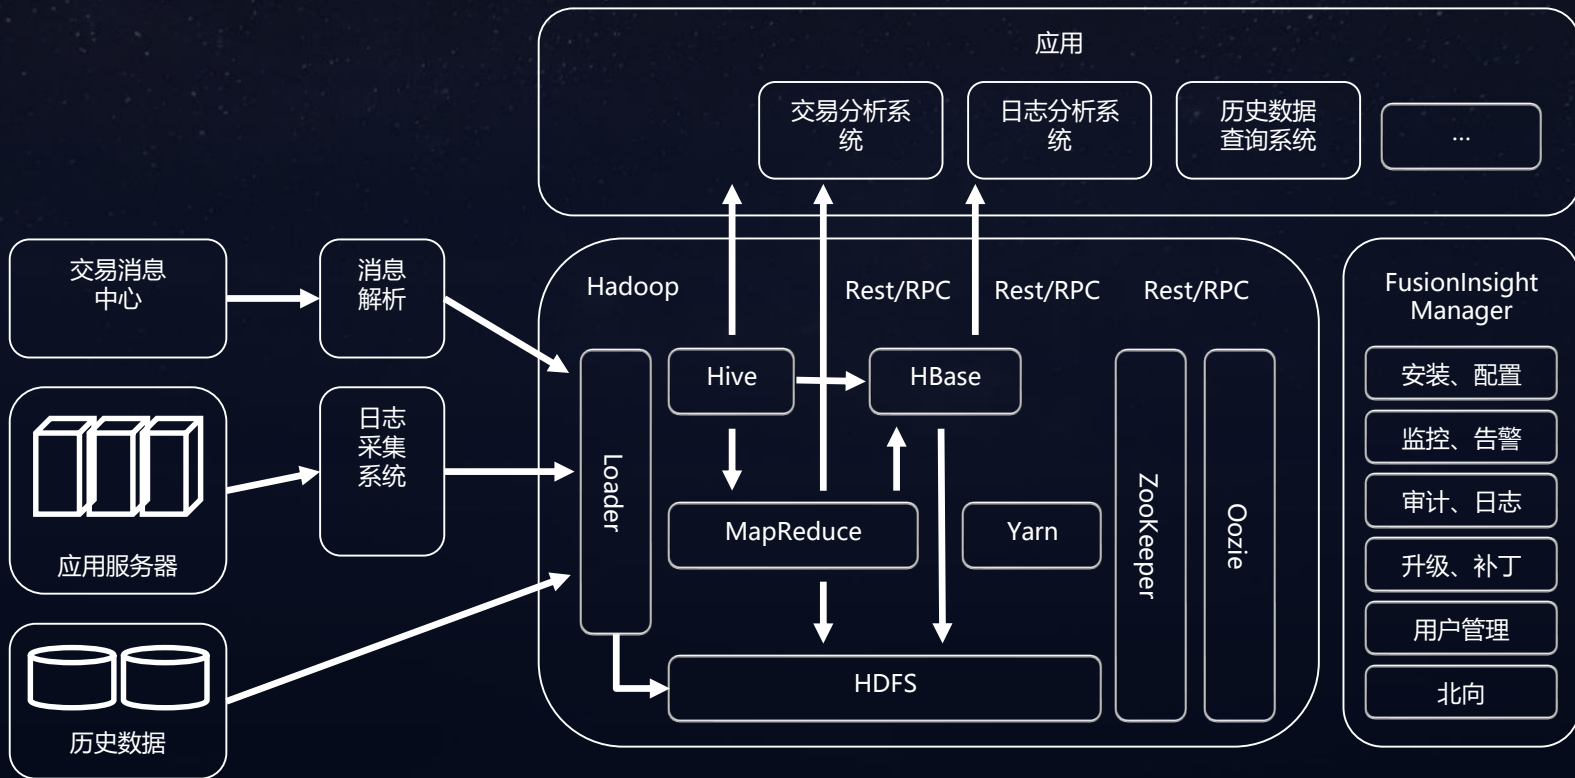 应用
交易分析系
统
日志分析系
统
历史数据
查询系统
...
交易消息
中心
消息
解析
应用服务器
日志
采集
系统
历史数据
Hadoop
Rest/RPC
Rest/RPC
Rest/RPC
Loader
Hive
HBase
MapReduce
Yarn
HDFS
ZooKeeper
Oozie
FusionInsight
Manager
安装、配置
监控、告警
审计、日志
升级、补丁
用户管理
北向